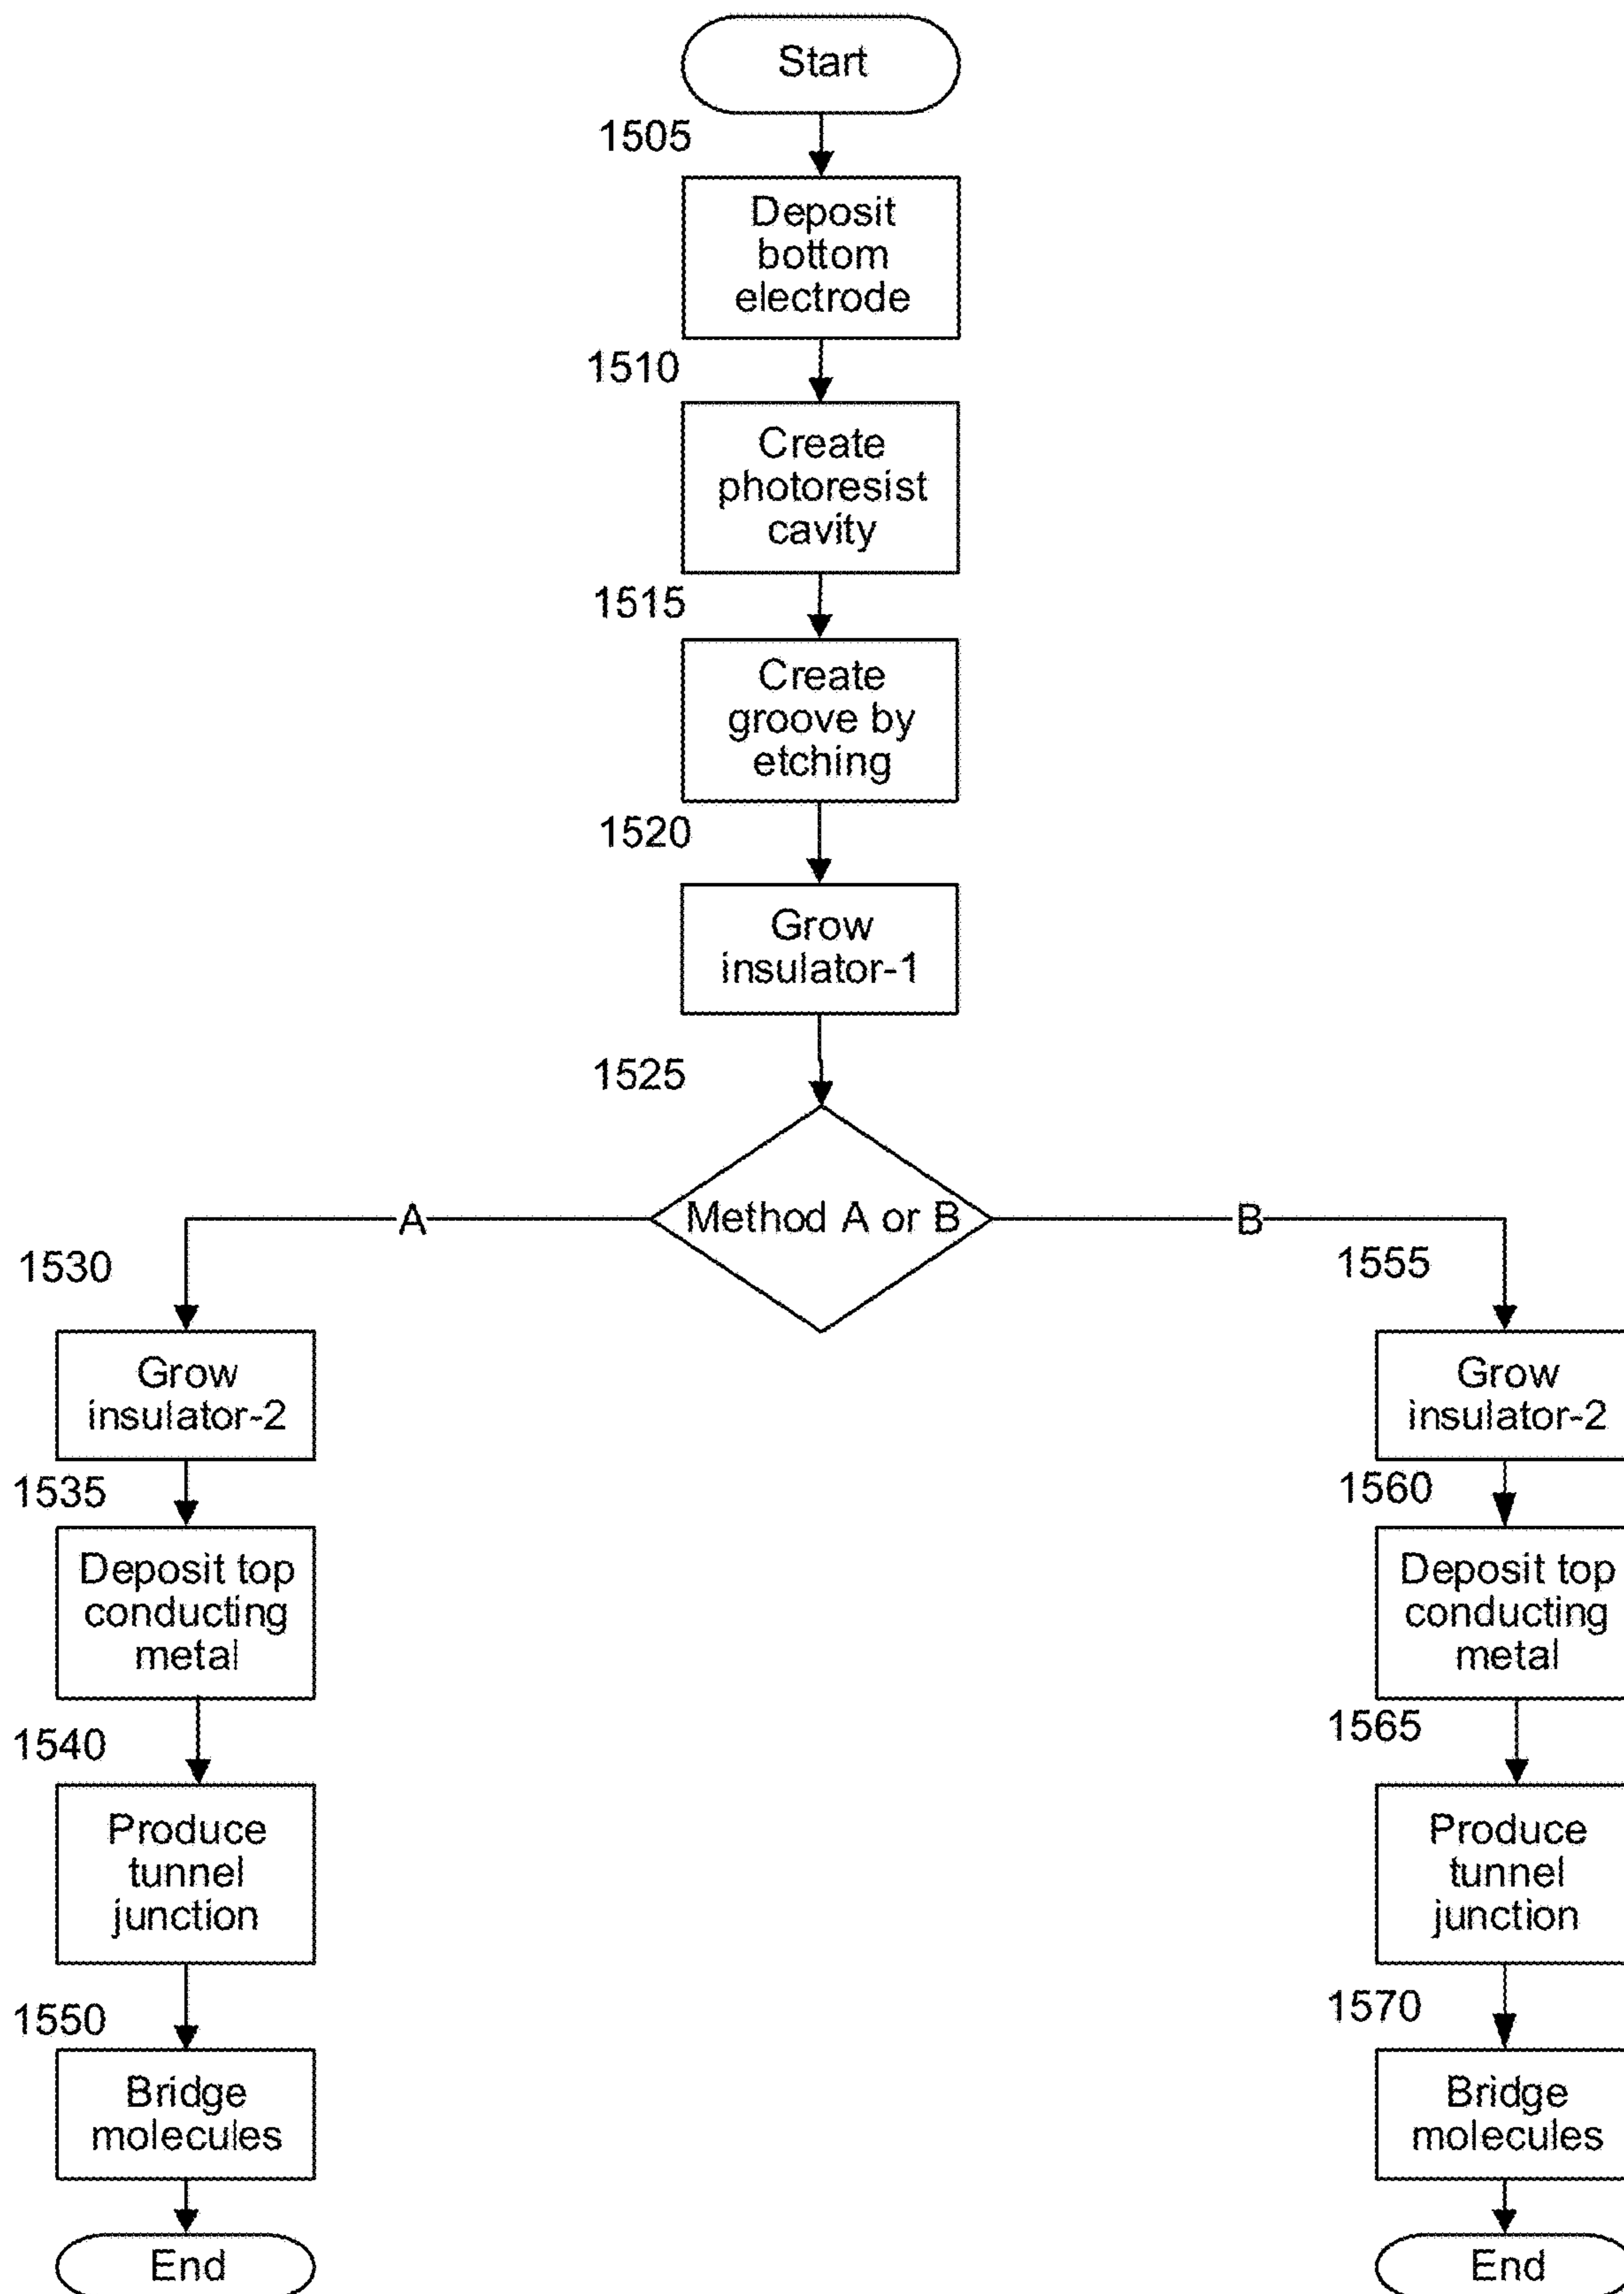 Start
1505
Deposit
bottom
electrode
1510
Create
photoresist
cavity
1515
Create
groove by
etching
1520
Grow
insulator-1
1525
Method A or B
A
B
1530
Grow
insulator-2
1535
Deposit top
conducting
metal
1540
Produce
tunnel
junction
1550
Bridge
molecules
End
1555
Grow
insulator-2
1560
Deposit top
conducting
metal
1565
Produce
tunnel
junction
1570
Bridge
molecules
End